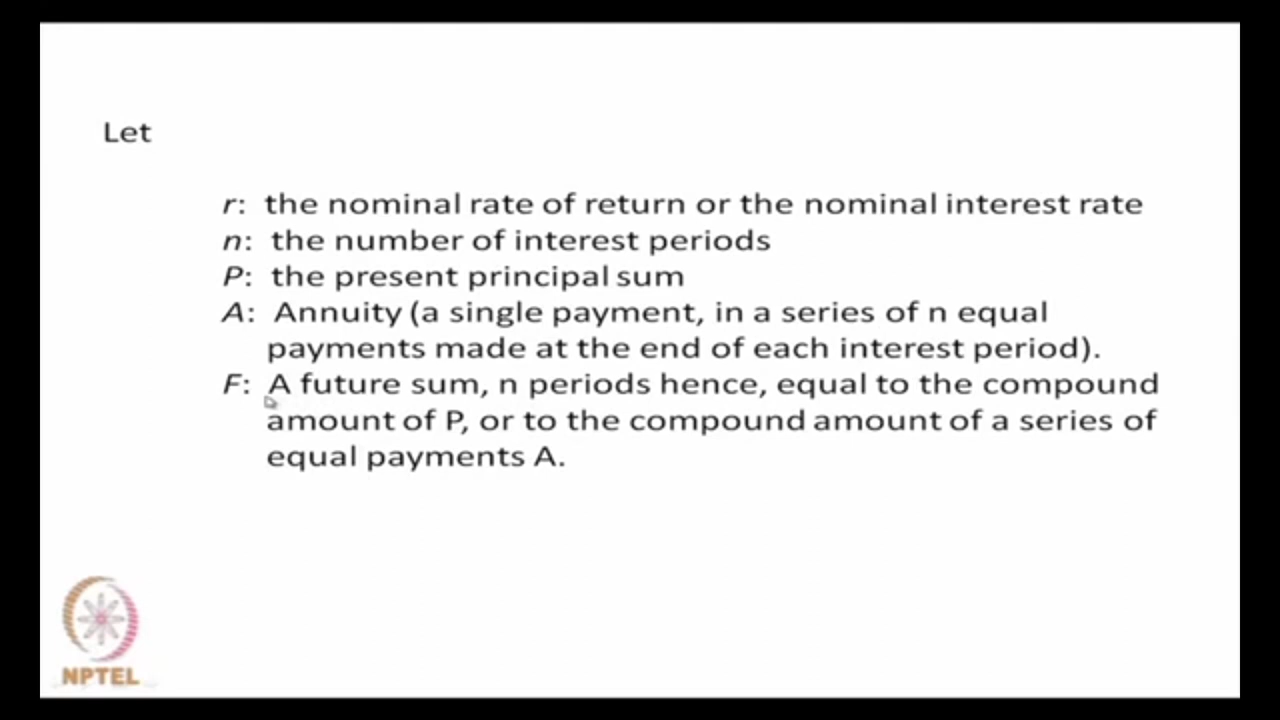 Let
r: the nominal rate of return or the nominal interest rate
n: the number of interest periods
P: the present principal sum
A: Annuity (a single payment, in a series of n equal
payments made at the end of each interest period).
F: A future sum, n periods hence, equal to the compound
amount of P, or to the compound amount of a series of
equal payments A.
NPTEL